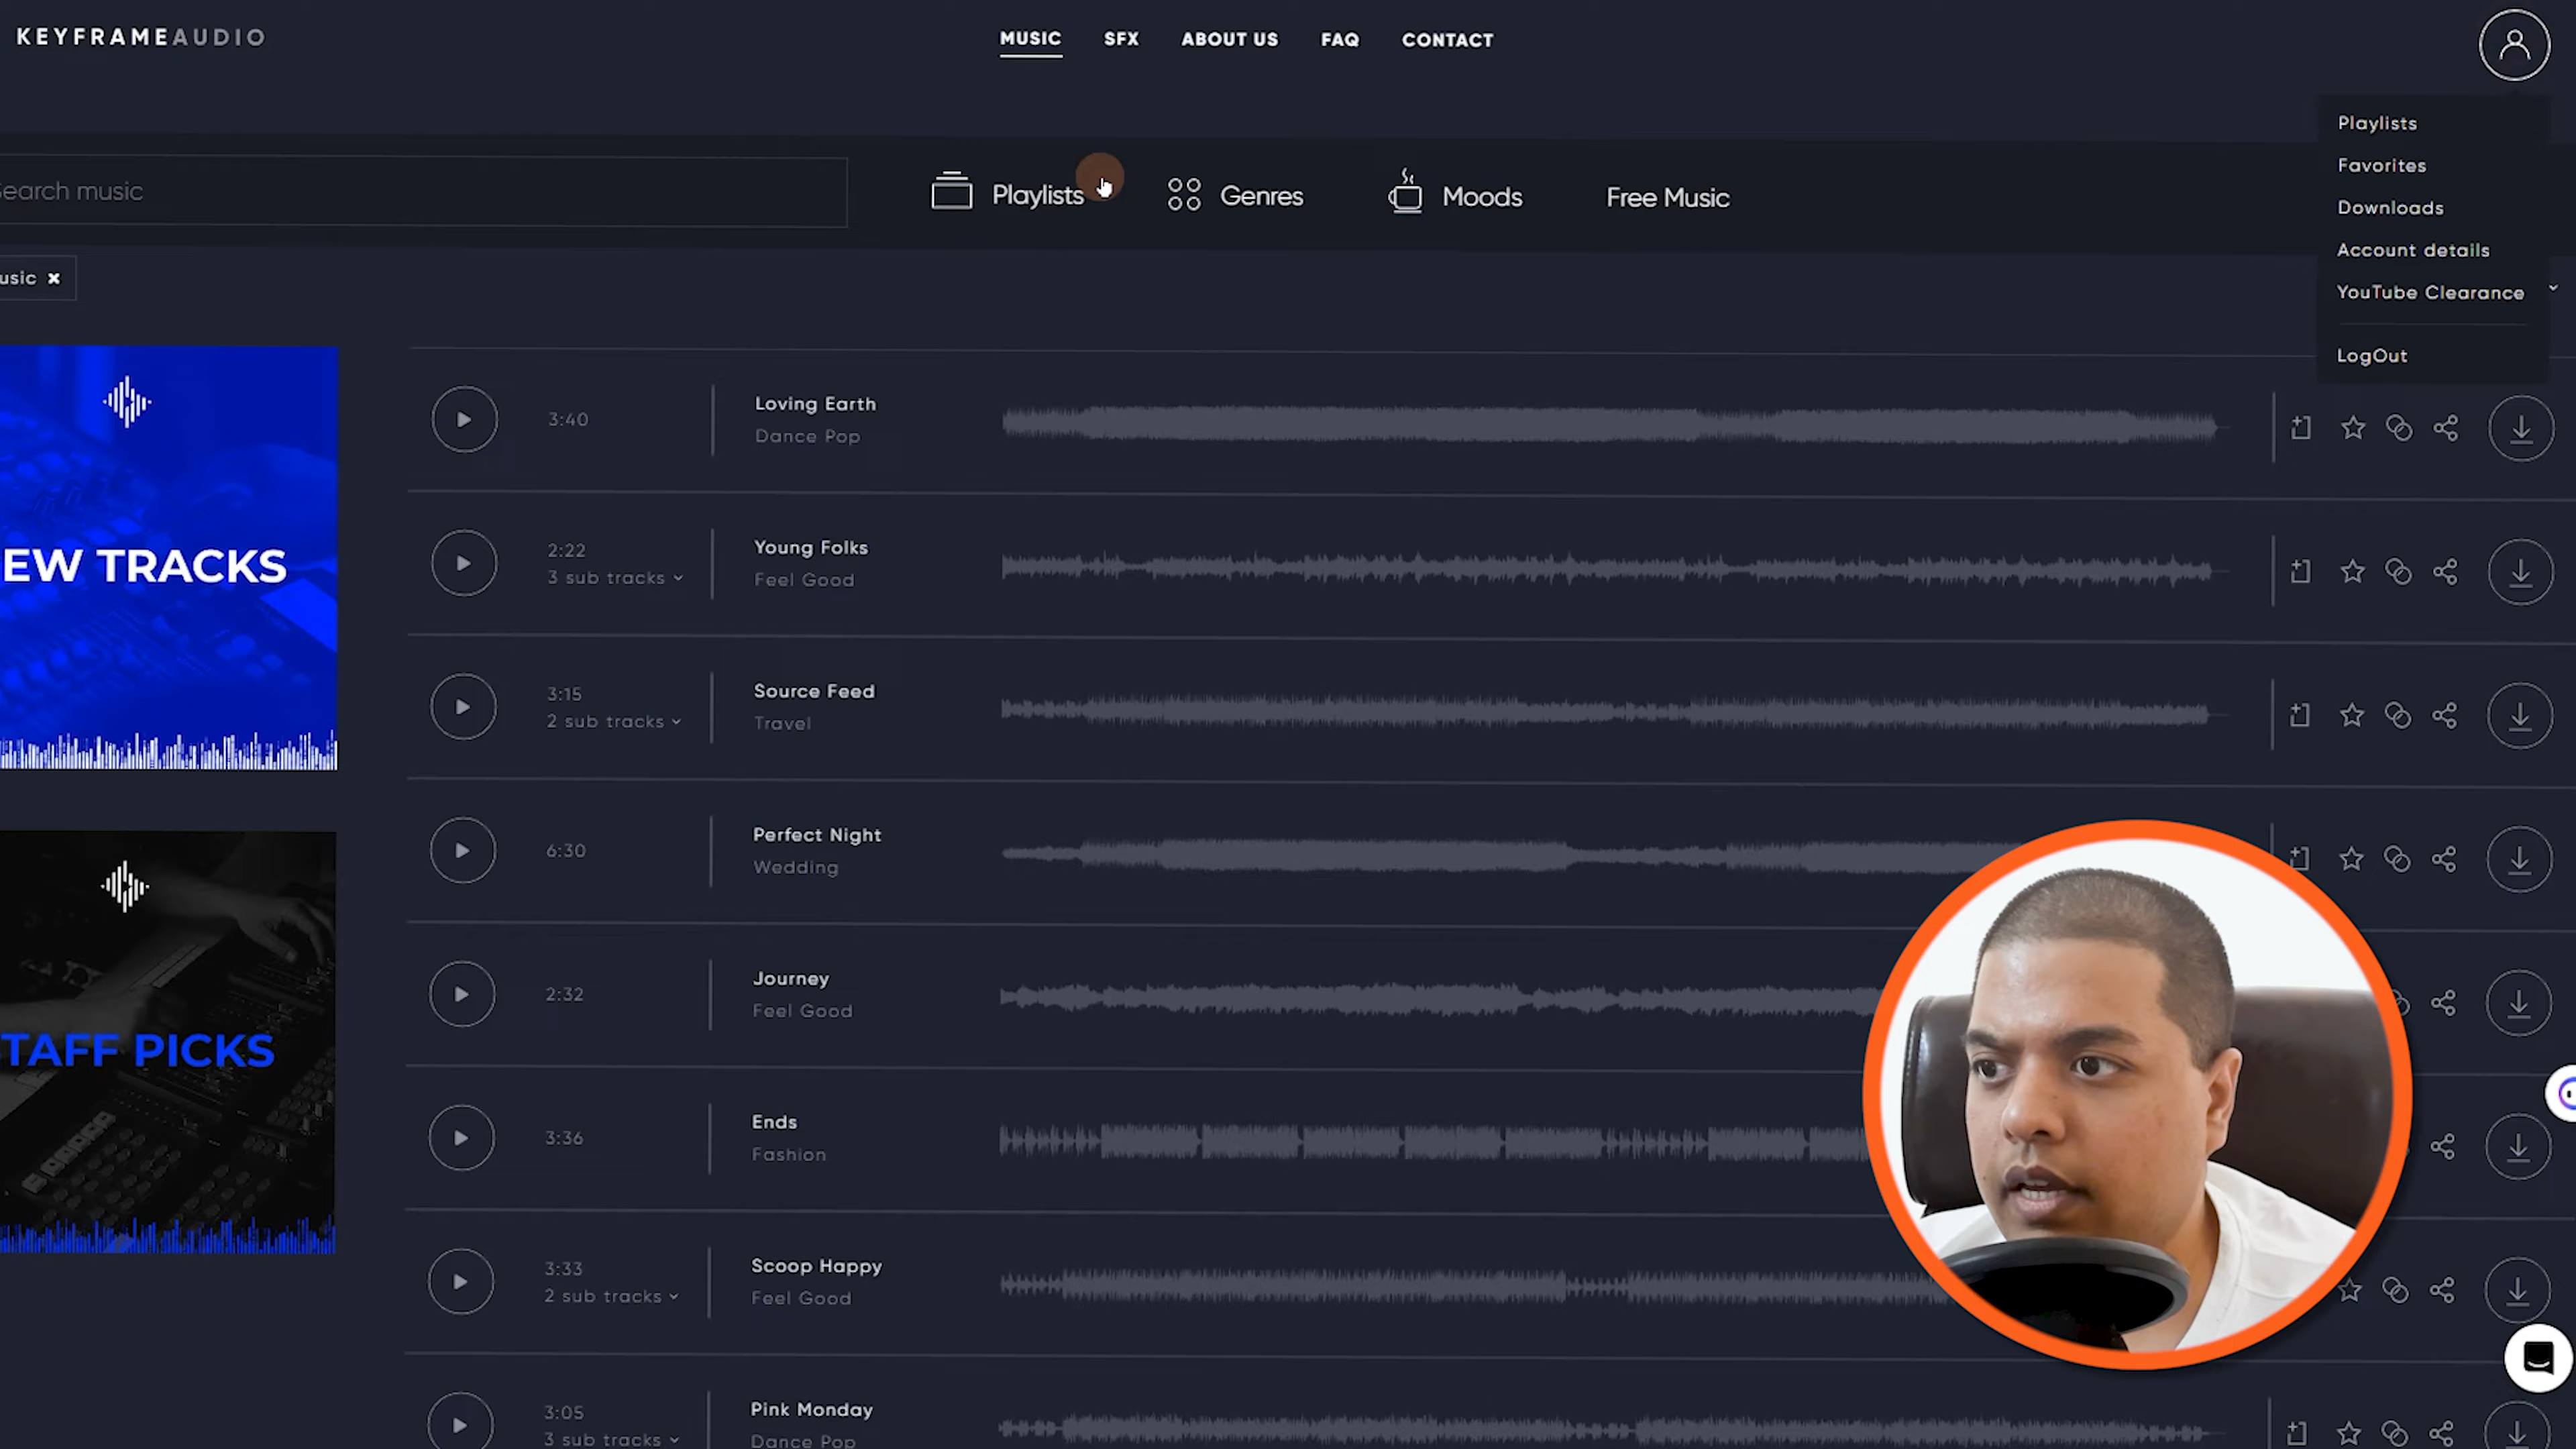 KEYFRAMEAUDIO
MUSIC SFX ABOUT US FAQ CONTACT
Search music
Playlists Genres Moods Free Music
Playlists
Favorites
Downloads
Account details
YouTube Clearance
LogOut
usic
EW TRACKS
TAFF PICKS
3:40
Loving Earth
Dance Pop
2:22
3 sub tracks
Young Folks
Feel Good
3:15
2 sub tracks
Source Feed
Travel
6:30
Perfect Night
Wedding
2:32
Journey
Feel Good
3:36
Ends
Fashion
3:33
2 sub tracks
Scoop Happy
Feel Good
3:05
3 sub tracks
Pink Monday
Dance Pop